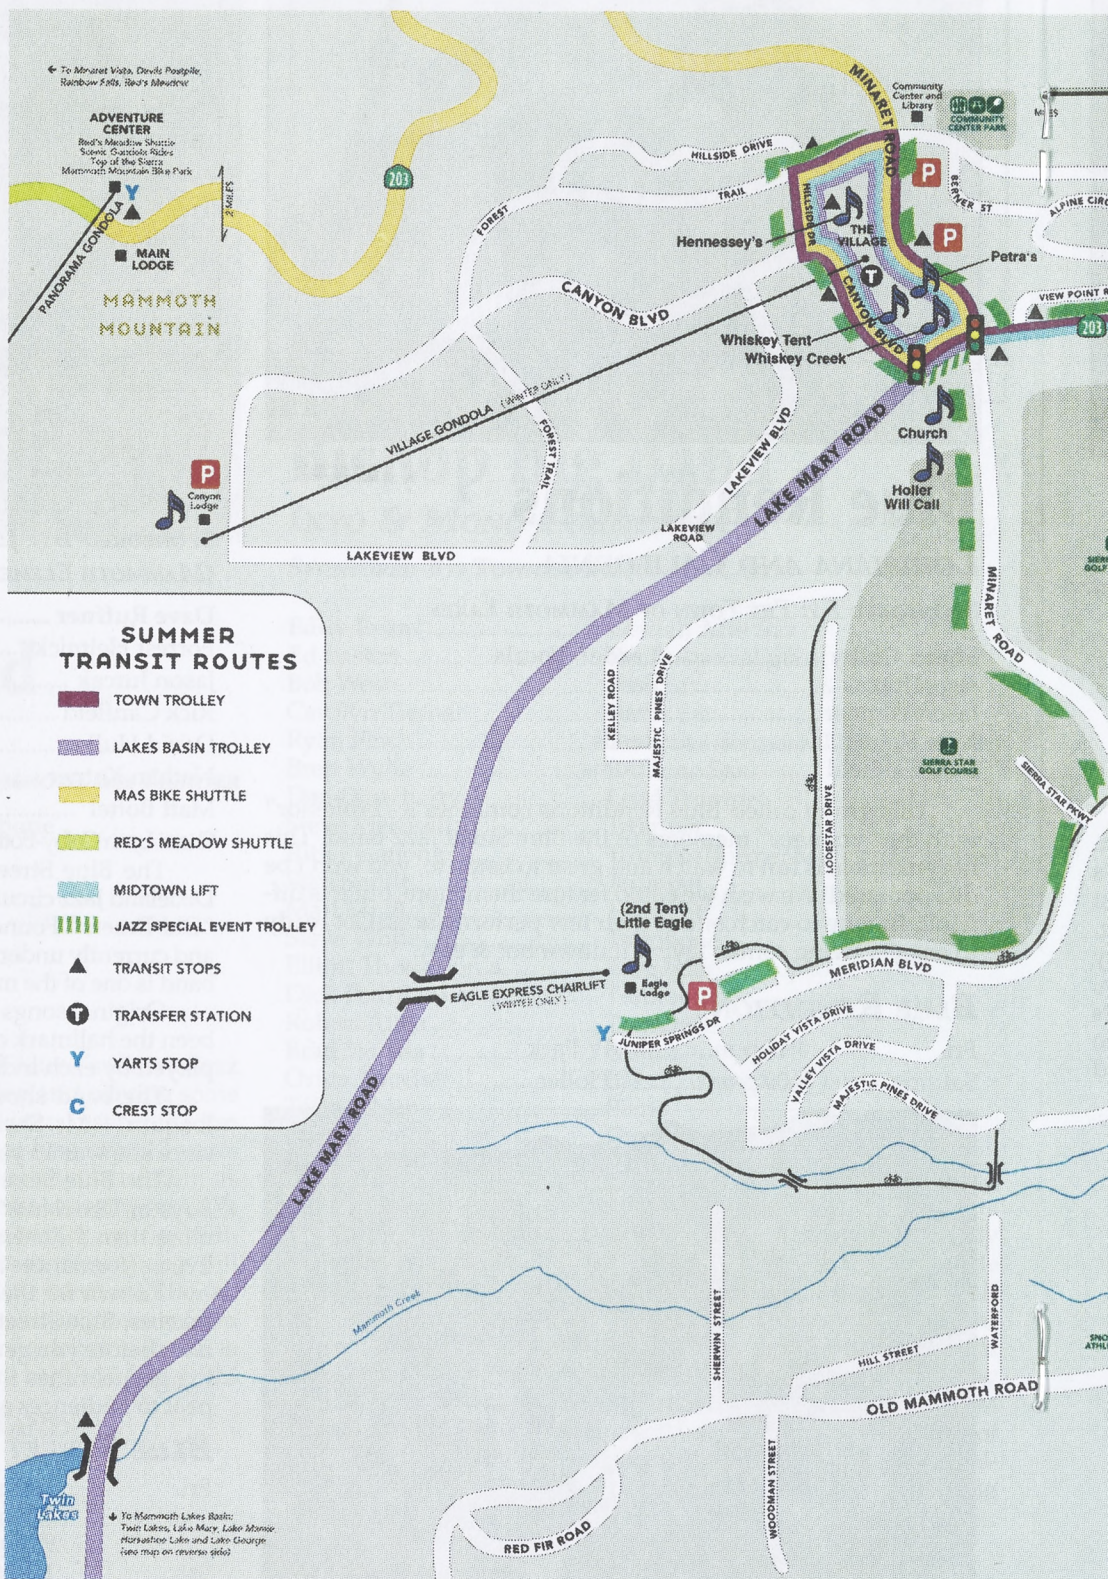 ← To Minaret Vista, Devils Postpile,
Rainbow Falls, Red's Meadow
ADVENTURE
CENTER
Red's Meadow Shuttle
Scenic Gondola Rides
Top of the Sierra
Mammoth Mountain Bike Park
Y
PANORAMA GONDOLA
MAIN
LODGE
2 MILES
MAMMOTH
MOUNTAIN
203
MINARET ROAD
Community
Center and
Library
COMMUNITY
CENTER PARK
MILES
HILLSIDE DRIVE
P
BERNER ST
ALPINE CIRC
FOREST
TRAIL
HILLSIDE DR
THE
VILLAGE
Hennessey's
P
Petra's
T
CANYON BLVD
CANYON BLVD
VIEW POINT R
203
Whiskey Tent
Whiskey Creek
VILLAGE GONDOLA (WINTER ONLY)
FOREST TRAIL
LAKEVIEW BLVD
LAKE MARY ROAD
Church
Holler
Will Call
P
Canyon
Lodge
LAKEVIEW
ROAD
LAKEVIEW BLVD
SIERR
GOLF
MINARET ROAD
SUMMER
TRANSIT ROUTES
TOWN TROLLEY
LAKES BASIN TROLLEY
MAS BIKE SHUTTLE
RED'S MEADOW SHUTTLE
MIDTOWN LIFT
JAZZ SPECIAL EVENT TROLLEY
TRANSIT STOPS
T TRANSFER STATION
Y YARTS STOP
C CREST STOP
KELLEY ROAD
MAJESTIC PINES DRIVE
LODESTAR DRIVE
SIERRA STAR
GOLF COURSE
SIERRA STAR PKWY
(2nd Tent)
Little Eagle
Eagle
Lodge
EAGLE EXPRESS CHAIRLIFT
(WINTER ONLY)
P
MERIDIAN BLVD
Y
JUNIPER SPRINGS DR
HOLIDAY VISTA DRIVE
VALLEY VISTA DRIVE
MAJESTIC PINES DRIVE
LAKE MARY ROAD
Mammoth Creek
SHERWIN STREET
WATERFORD
HILL STREET
SNO
ATHL
OLD MAMMOTH ROAD
WOODMAN STREET
RED FIR ROAD
Twin
Lakes
↓ To Mammoth Lakes Basin:
Twin Lakes, Lake Mary, Lake Mamie
Horseshoe Lake and Lake George
(see map on reverse side)